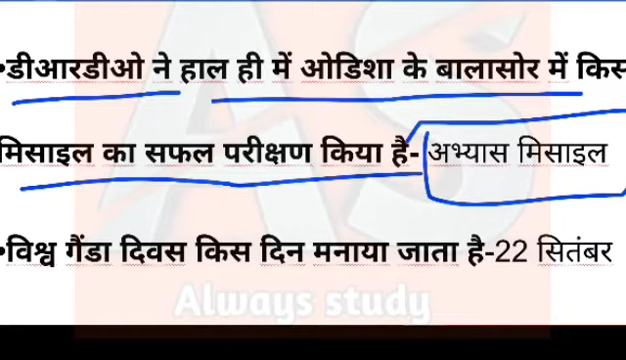 •डीआरडीओ ने हाल ही में ओडिशा के बालासोर में किस
मिसाइल का सफल परीक्षण किया है- अभ्यास मिसाइल
•विश्व गैंडा दिवस किस दिन मनाया जाता है-22 सितंबर
Always study